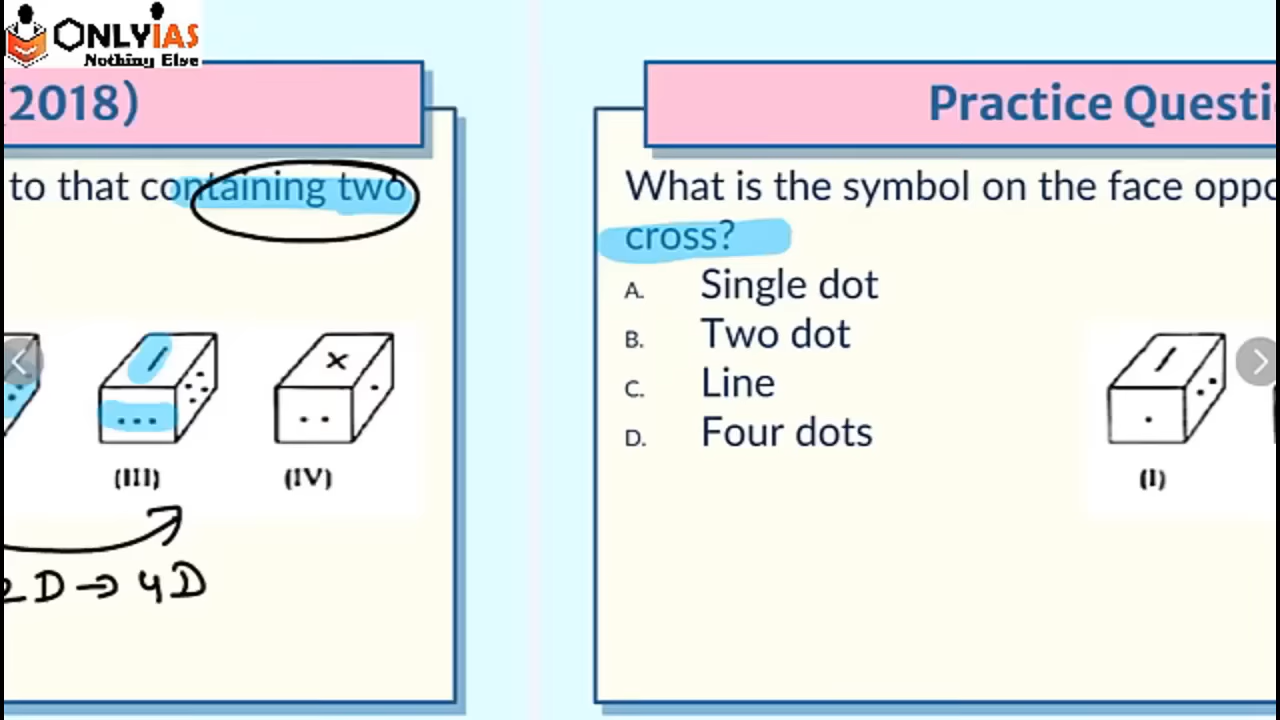 ONLYIAS
Nothing Else
(2018)
to that containing two
(III)
(IV)
2D → 4D
Practice Questi
What is the symbol on the face oppo
cross?
A. Single dot
B. Two dot
C. Line
D. Four dots
(I)